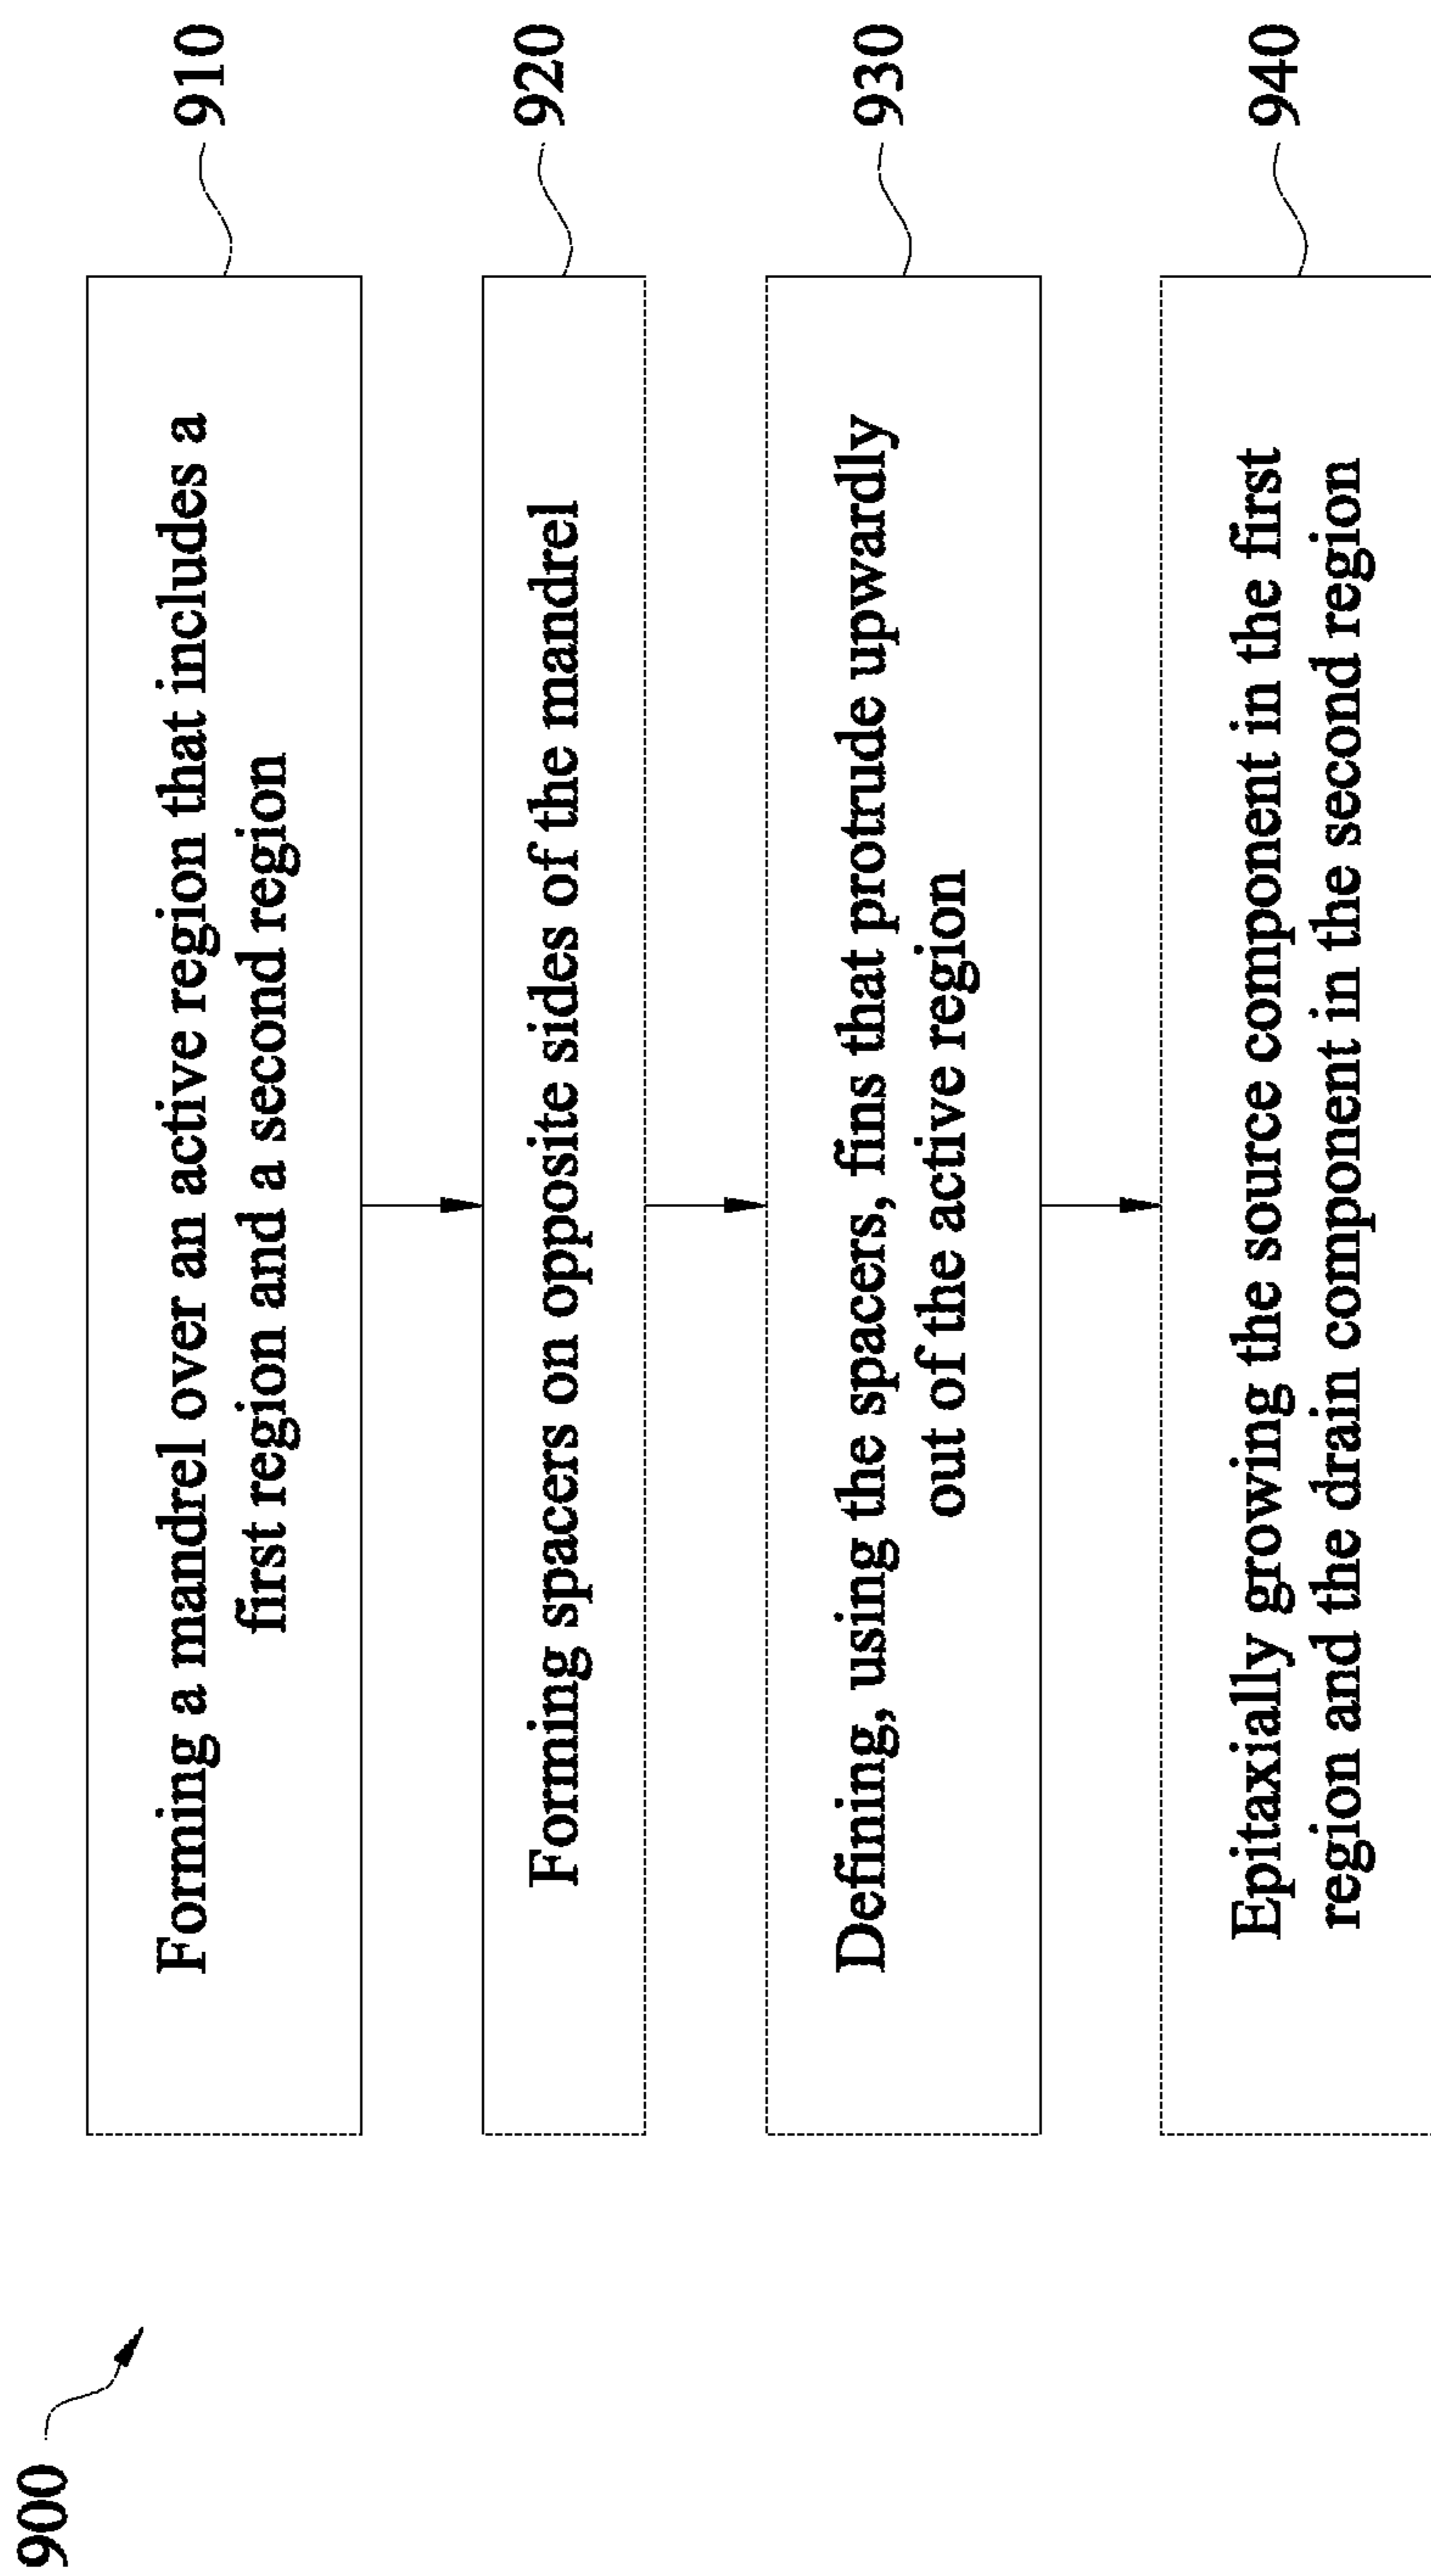 900
Forming a mandrel over an active region that includes a
first region and a second region
910
Forming spacers on opposite sides of the mandrel
920
Defining, using the spacers, fins that protrude upwardly
out of the active region
930
Epitaxially growing the source component in the first
region and the drain component in the second region
940